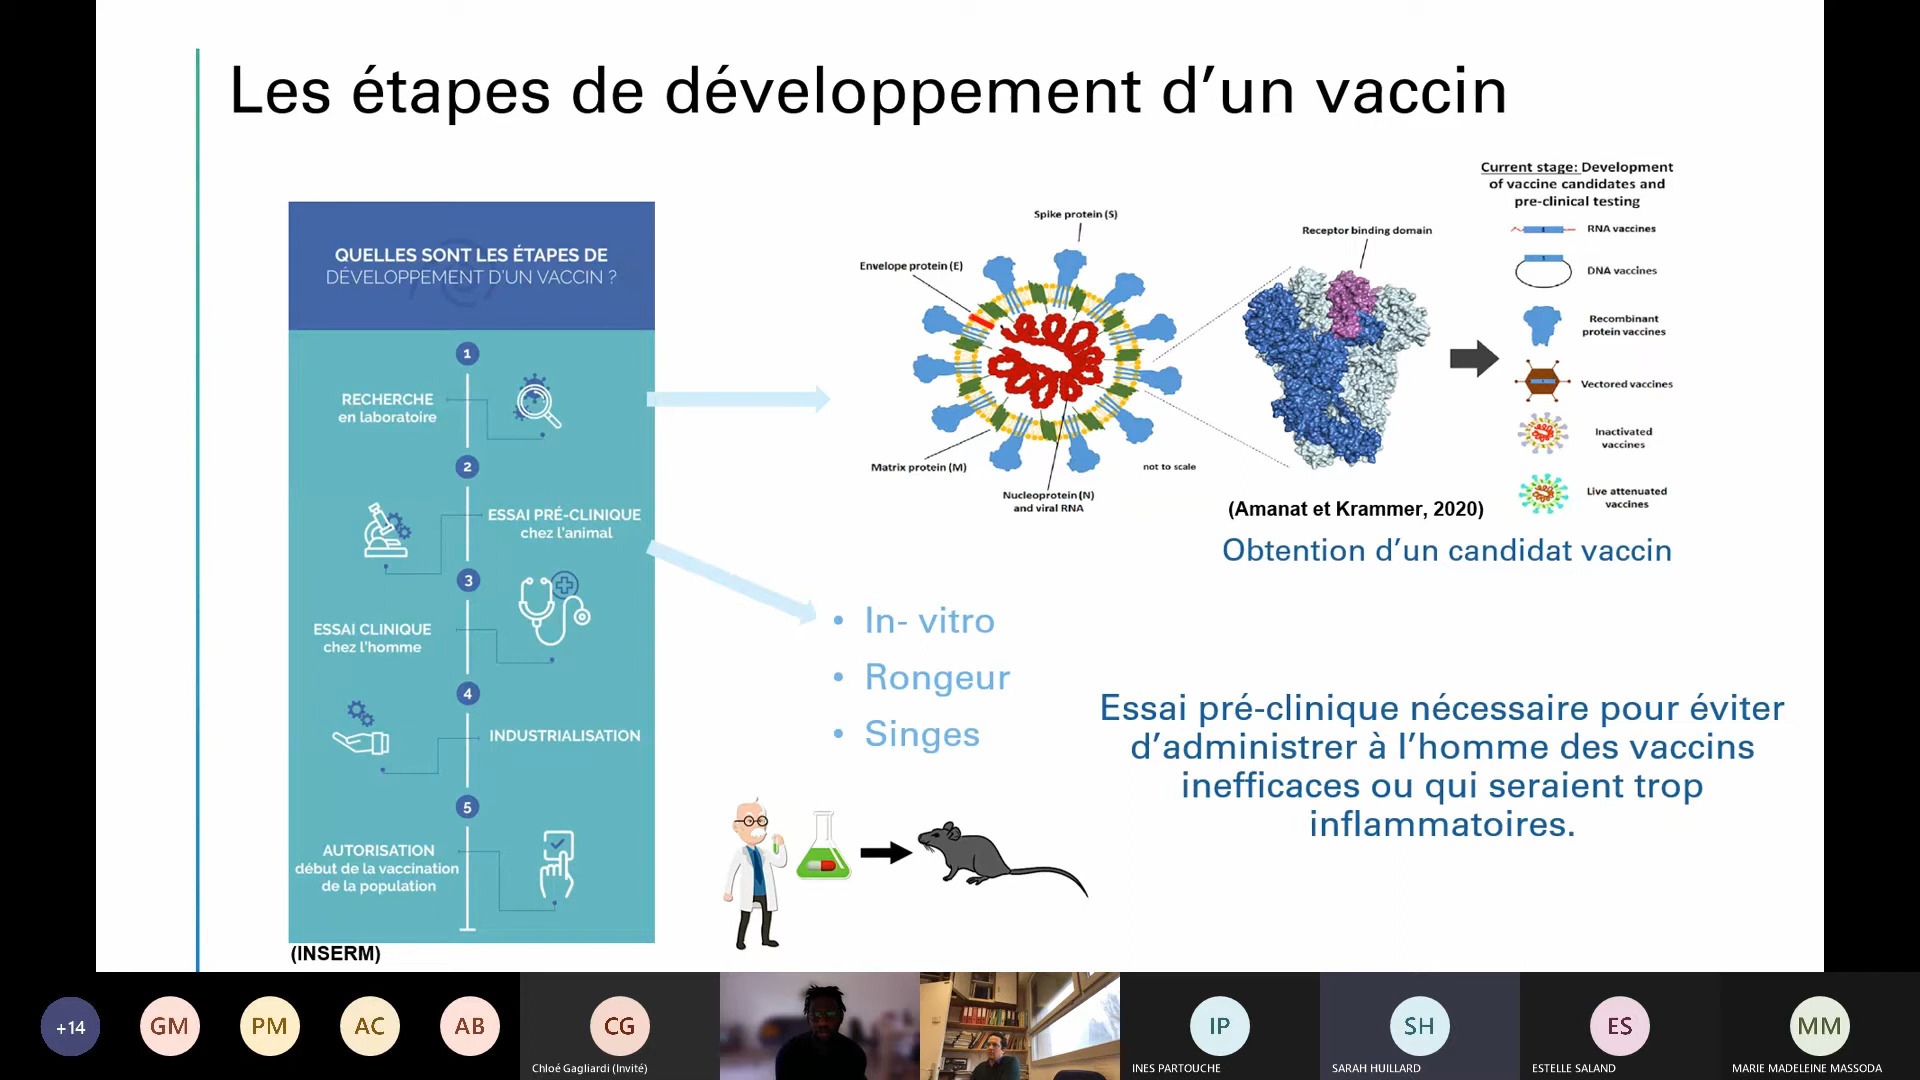 Les étapes de développement d’un vaccin
QUELLES SONT LES ÉTAPES DE
DÉVELOPPEMENT D'UN VACCIN ?
1
RECHERCHE
en laboratoire
2
ESSAI PRÉ-CLINIQUE
chez l'animal
3
ESSAI CLINIQUE
chez l'homme
4
INDUSTRIALISATION
5
AUTORISATION
début de la vaccination
de la population
(INSERM)
Spike protein (S)
Envelope protein (E)
Matrix protein (M)
Nucleoprotein (N)
and viral RNA
not to scale
Receptor binding domain
Current stage: Development
of vaccine candidates and
pre-clinical testing
RNA vaccines
DNA vaccines
Recombinant
protein vaccines
Vectored vaccines
Inactivated
vaccines
Live attenuated
vaccines
(Amanat et Krammer, 2020)
Obtention d’un candidat vaccin
• In- vitro
• Rongeur
• Singes
Essai pré-clinique nécessaire pour éviter
d’administrer à l’homme des vaccins
inefficaces ou qui seraient trop
inflammatoires.
+14
GM
PM
AC
AB
CG
Chloé Gagliardi (Invité)
IP
INES PARTOUCHE
SH
SARAH HUILLARD
ES
ESTELLE SALAND
MM
MARIE MADELEINE MASSODA